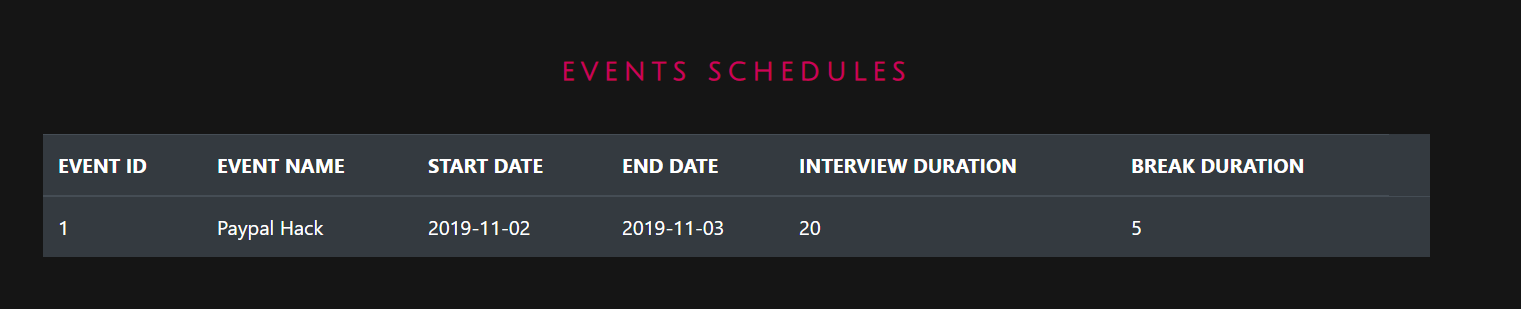 EVENTS SCHEDULES
EVENT ID EVENT NAME START DATE END DATE INTERVIEW DURATION BREAK DURATION
1 Paypal Hack 2019-11-02 2019-11-03 20 5